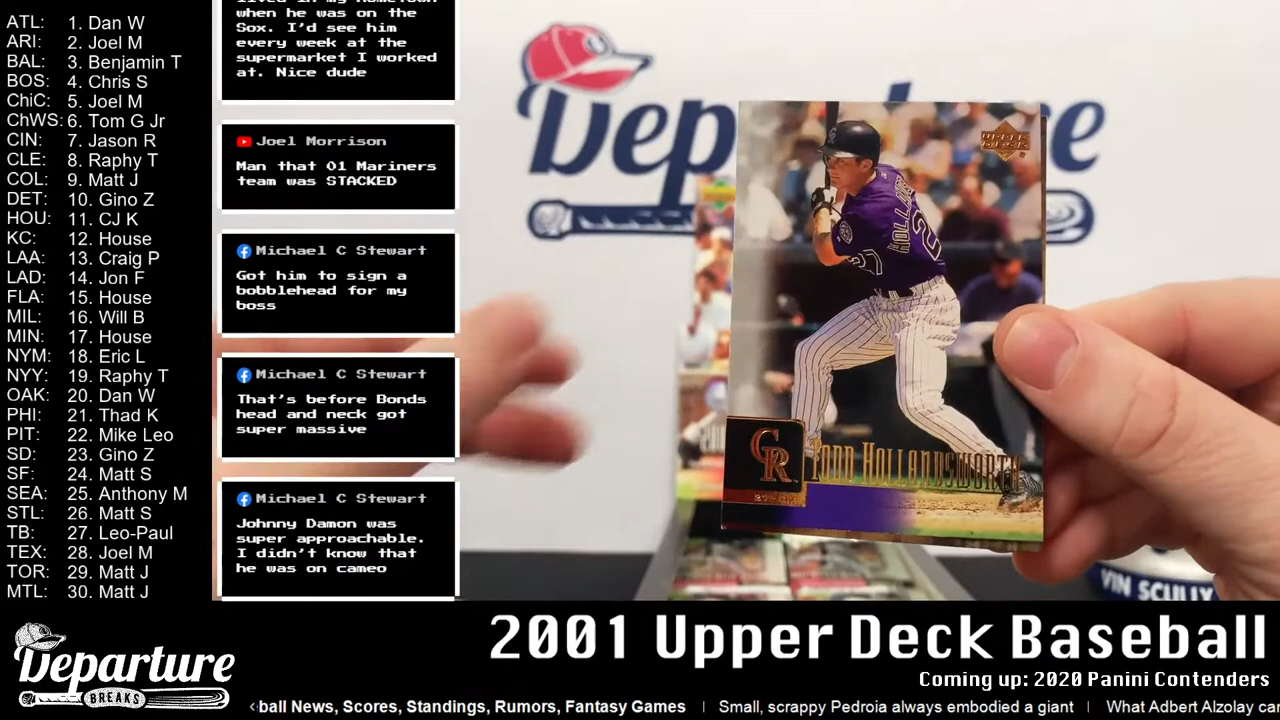 ATL: 1. Dan W
ARI: 2. Joel M
BAL: 3. Benjamin T
BOS: 4. Chris S
ChiC: 5. Joel M
ChWS: 6. Tom G Jr
CIN: 7. Jason R
CLE: 8. Raphy T
COL: 9. Matt J
DET: 10. Gino Z
HOU: 11. CJ K
KC: 12. House
LAA: 13. Craig P
LAD: 14. Jon F
FLA: 15. House
MIL: 16. Will B
MIN: 17. House
NYM: 18. Eric L
NYY: 19. Raphy T
OAK: 20. Dan W
PHI: 21. Thad K
PIT: 22. Mike Leo
SD: 23. Gino Z
SF: 24. Matt S
SEA: 25. Anthony M
STL: 26. Matt S
TB: 27. Leo-Paul
TEX: 28. Joel M
TOR: 29. Matt J
MTL: 30. Matt J
lived in my hometown
when he was on the
Sox. I'd see him
every week at the
supermarket I worked
at. Nice dude
Joel Morrison
Man that 01 Mariners
team was STACKED
Michael C Stewart
Got him to sign a
bobblehead for my
boss
Michael C Stewart
That's before Bonds
head and neck got
super massive
Michael C Stewart
Johnny Damon was
super approachable.
I didn't know that
he was on cameo
Dep
re
UPPER
DECK
HOLLAN
2
27
CR
TODD HOLLANDSWORTH
VIN SCULLY
Departure
BREAKS
2001 Upper Deck Baseball
Coming up: 2020 Panini Contenders
ball News, Scores, Standings, Rumors, Fantasy Games | Small, scrappy Pedroia always embodied a giant | What Adbert Alzolay can